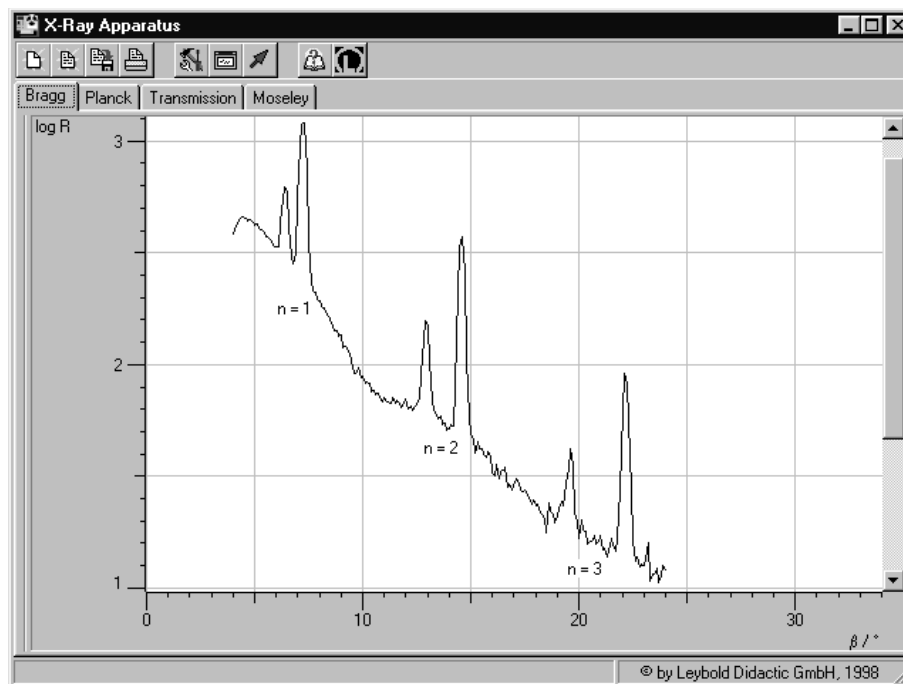 X-Ray Apparatus
Bragg Planck Transmission Moseley
log R
3
n = 1
2
n = 2
n = 3
1
0 10 20 30
β / °
© by Leybold Didactic GmbH, 1998